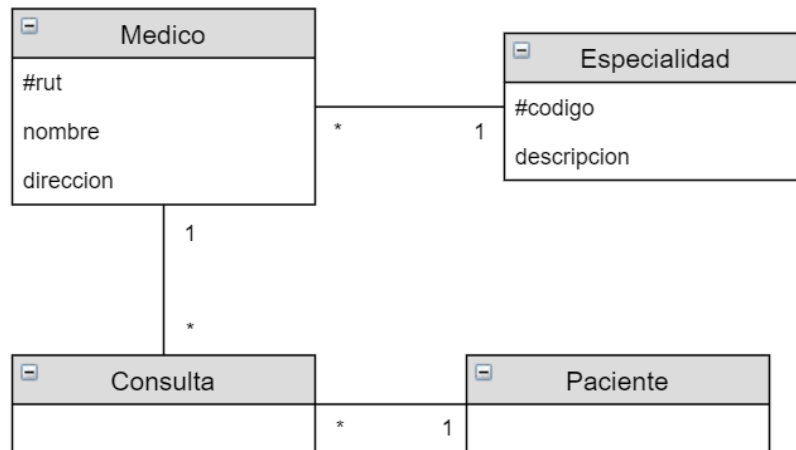 Medico
#rut
nombre
direccion
Especialidad
#codigo
descripcion
* 1
1
*
Consulta
Paciente
* 1